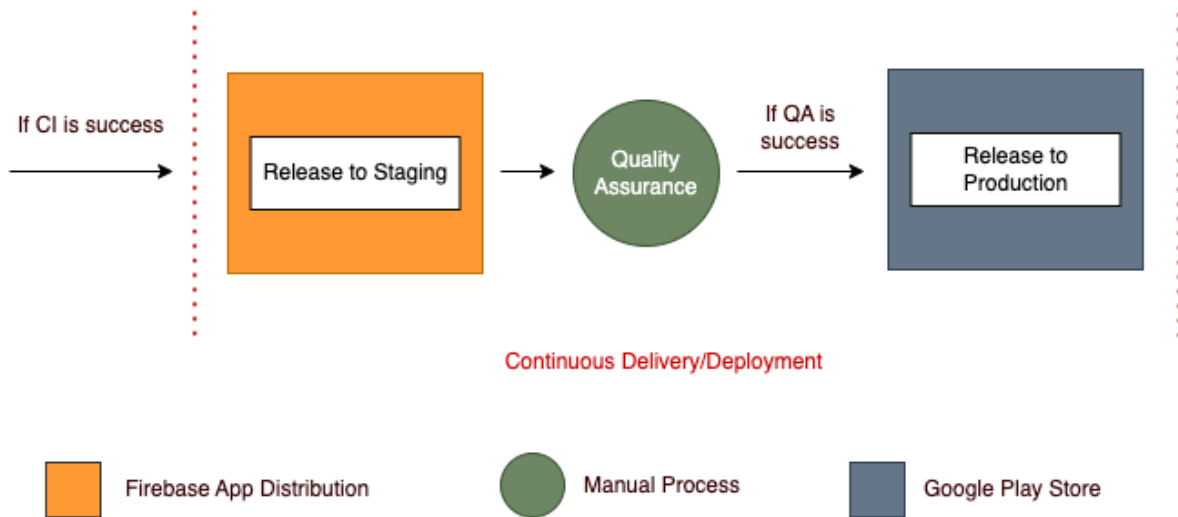 If CI is success
Release to Staging
Quality
Assurance
If QA is
success
Release to
Production
Continuous Delivery/Deployment
Firebase App Distribution
Manual Process
Google Play Store